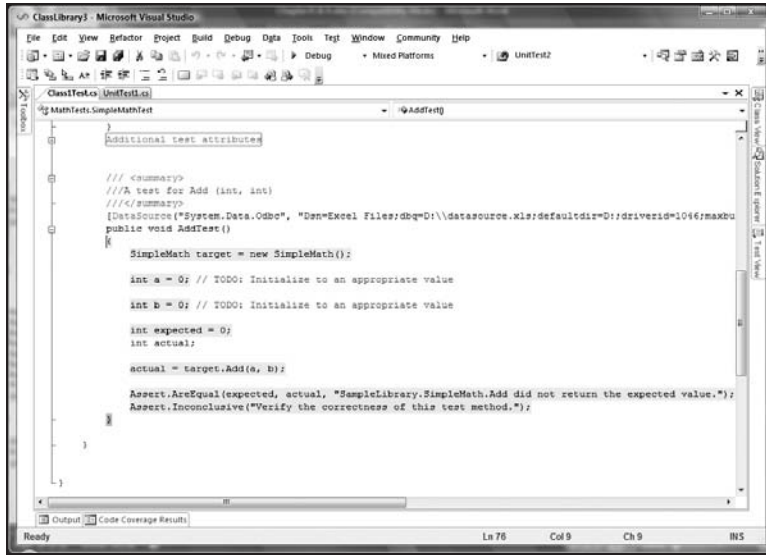 ClassLibrary3 - Microsoft Visual Studio
File Edit View Refactor Project Build Debug Data Tools Test Window Community Help
Debug Mixed Platforms UnitTest2
Class1Test.cs UnitTest1.cs
Toolbox
MathTests.SimpleMathTest AddTest()
}
Additional test attributes
/// <summary>
///A test for Add (int, int)
///</summary>
[DataSource("System.Data.Odbc", "Dsn=Excel Files;dbq=D:\\datasource.xls;defaultdir=D:;driverid=1046;maxbu
public void AddTest()
{
SimpleMath target = new SimpleMath();
int a = 0; // TODO: Initialize to an appropriate value
int b = 0; // TODO: Initialize to an appropriate value
int expected = 0;
int actual;
actual = target.Add(a, b);
Assert.AreEqual(expected, actual, "SampleLibrary.SimpleMath.Add did not return the expected value.");
Assert.Inconclusive("Verify the correctness of this test method.");
}
}
}
Class View
Solution Explorer
Test View
Output Code Coverage Results
Ready Ln 76 Col 9 Ch 9 INS